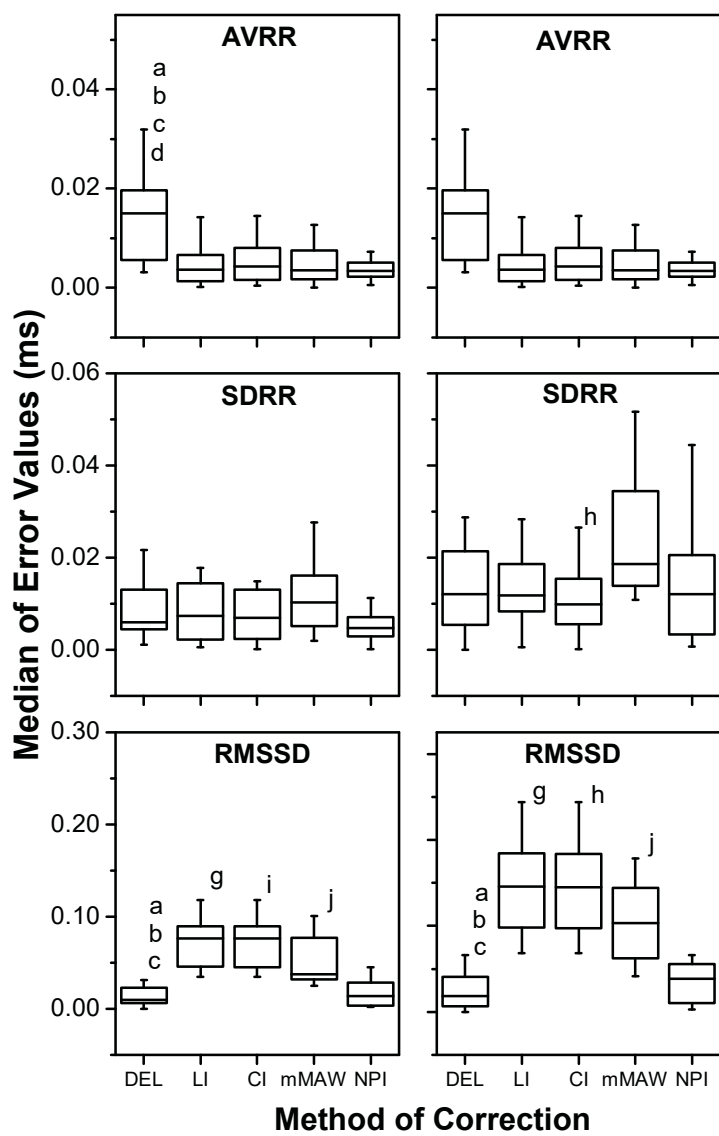 AVRR
AVRR
a
b
c
d
0.04
0.02
0.00
Median of Error Values (ms)
0.06
SDRR
SDRR
0.04
h
0.02
0.00
0.30
RMSSD
RMSSD
g
h
0.20
g
i
j
j
a
b
c
a
b
c
0.10
0.00
DEL LI CI mMAW NPI
DEL LI CI mMAW NPI
Method of Correction